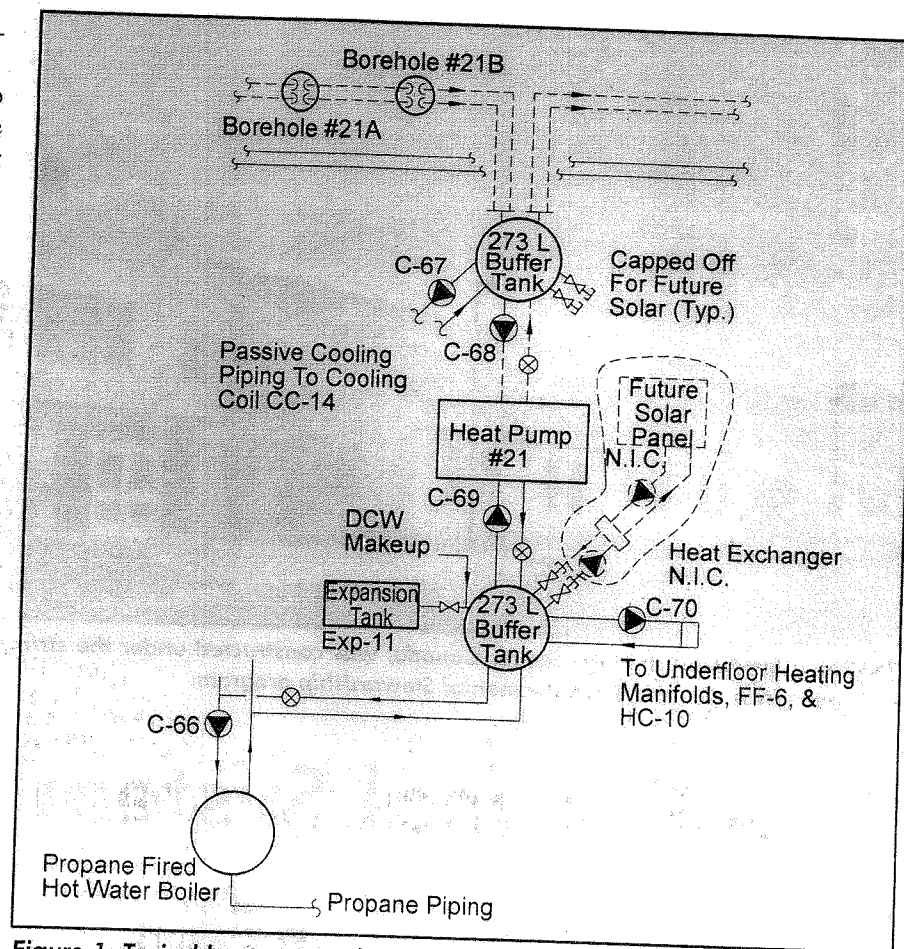 Borehole #21B
Borehole #21A
273 L
Buffer
Tank
C-67
Capped Off
For Future
Solar (Typ.)
C-68
Passive Cooling
Piping To Cooling
Coil CC-14
Future
Solar
Panel
N.I.C.
Heat Pump
#21
C-69
DCW
Makeup
Heat Exchanger
N.I.C.
Expansion
Tank
Exp-11
273 L
Buffer
Tank
C-70
To Underfloor Heating
Manifolds, FF-6, &
HC-10
C-66
Propane Fired
Hot Water Boiler
Propane Piping